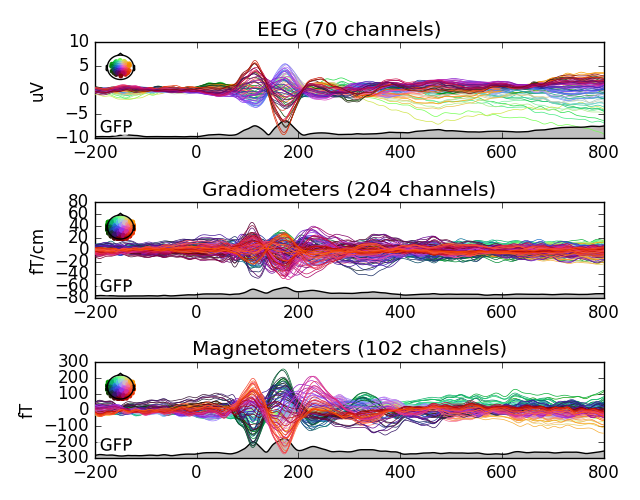 EEG (70 channels)
10
5
0
−5
−10
uV
GFP
−200 0 200 400 600 800
Gradiometers (204 channels)
80
60
40
20
0
−20
−40
−60
−80
fT/cm
GFP
−200 0 200 400 600 800
Magnetometers (102 channels)
300
200
100
0
−100
−200
−300
fT
GFP
−200 0 200 400 600 800